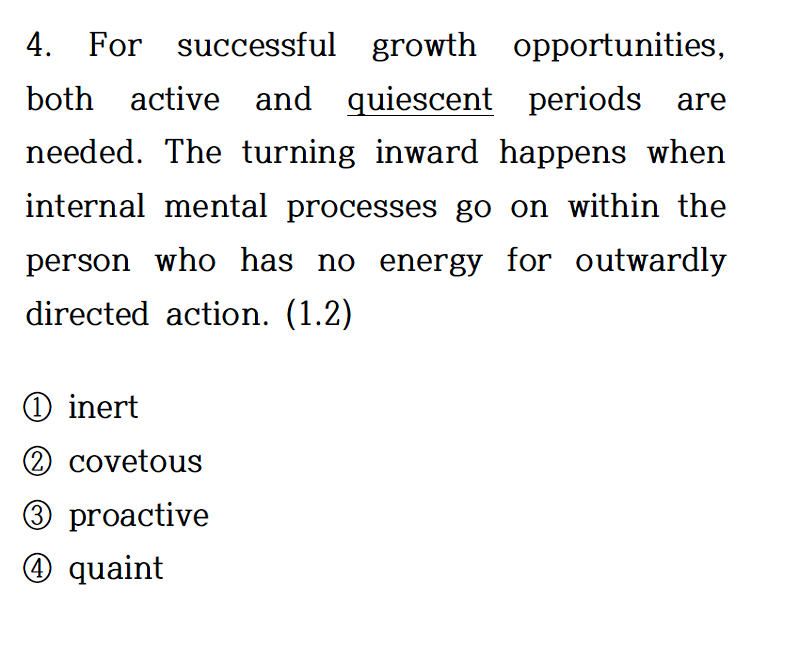 4. For successful growth opportunities,
both active and quiescent periods are
needed. The turning inward happens when
internal mental processes go on within the
person who has no energy for outwardly
directed action. (1.2)
① inert
② covetous
③ proactive
④ quaint